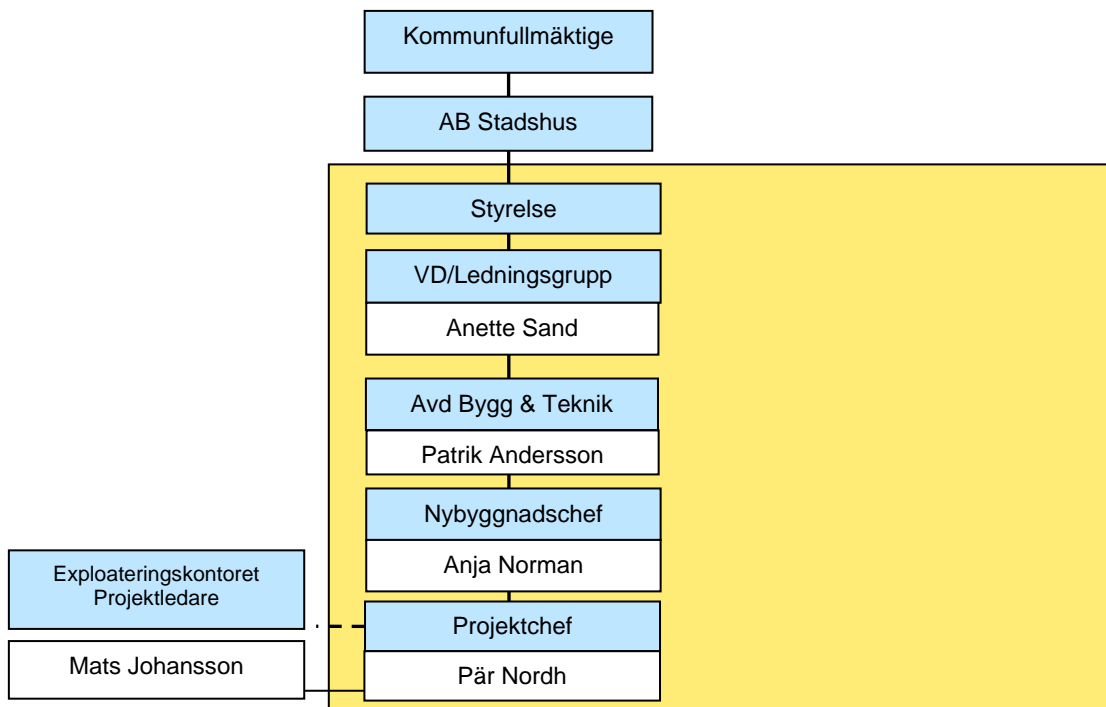 Kommunfullmäktige
AB Stadshus
Styrelse
VD/Ledningsgrupp
Anette Sand
Avd Bygg & Teknik
Patrik Andersson
Nybyggnadschef
Anja Norman
Exploateringskontoret
Projektledare
Mats Johansson
Projektchef
Pär Nordh